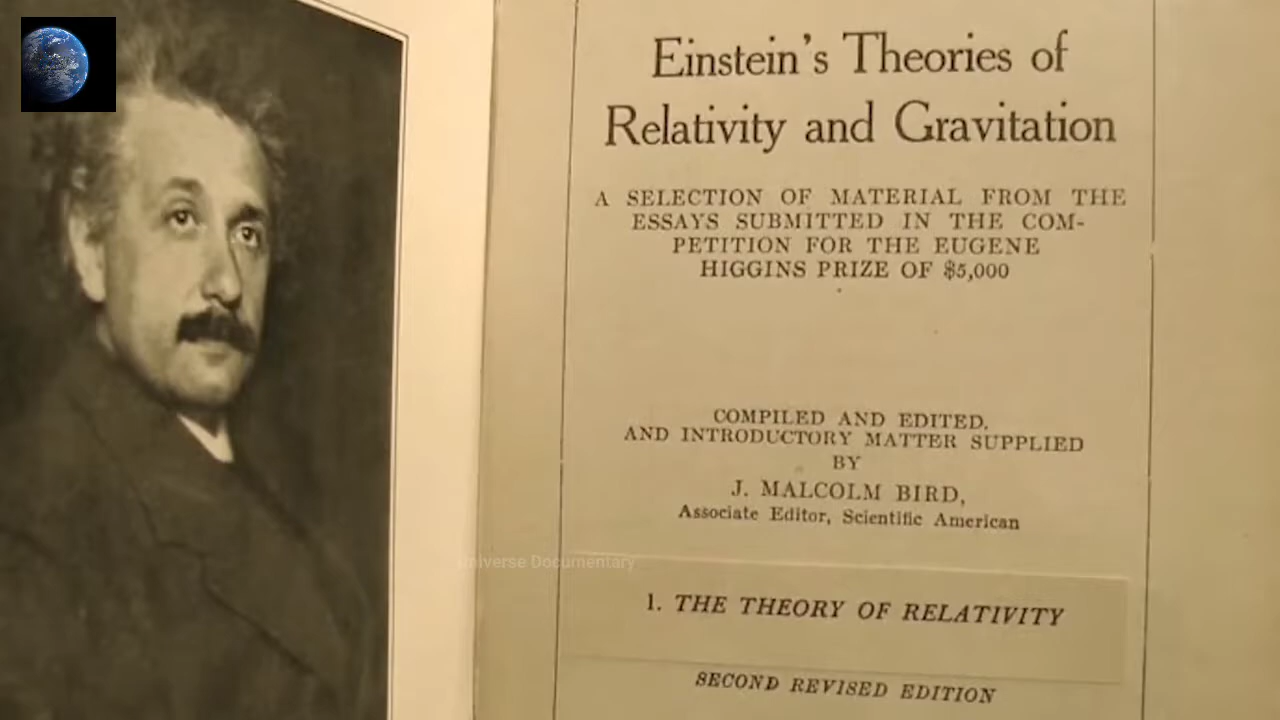 Einstein's Theories of
Relativity and Gravitation
A SELECTION OF MATERIAL FROM THE
ESSAYS SUBMITTED IN THE COM-
PETITION FOR THE EUGENE
HIGGINS PRIZE OF $5,000
COMPILED AND EDITED,
AND INTRODUCTORY MATTER SUPPLIED
BY
J. MALCOLM BIRD,
Associate Editor, Scientific American
Universe Documentary
1. THE THEORY OF RELATIVITY
SECOND REVISED EDITION